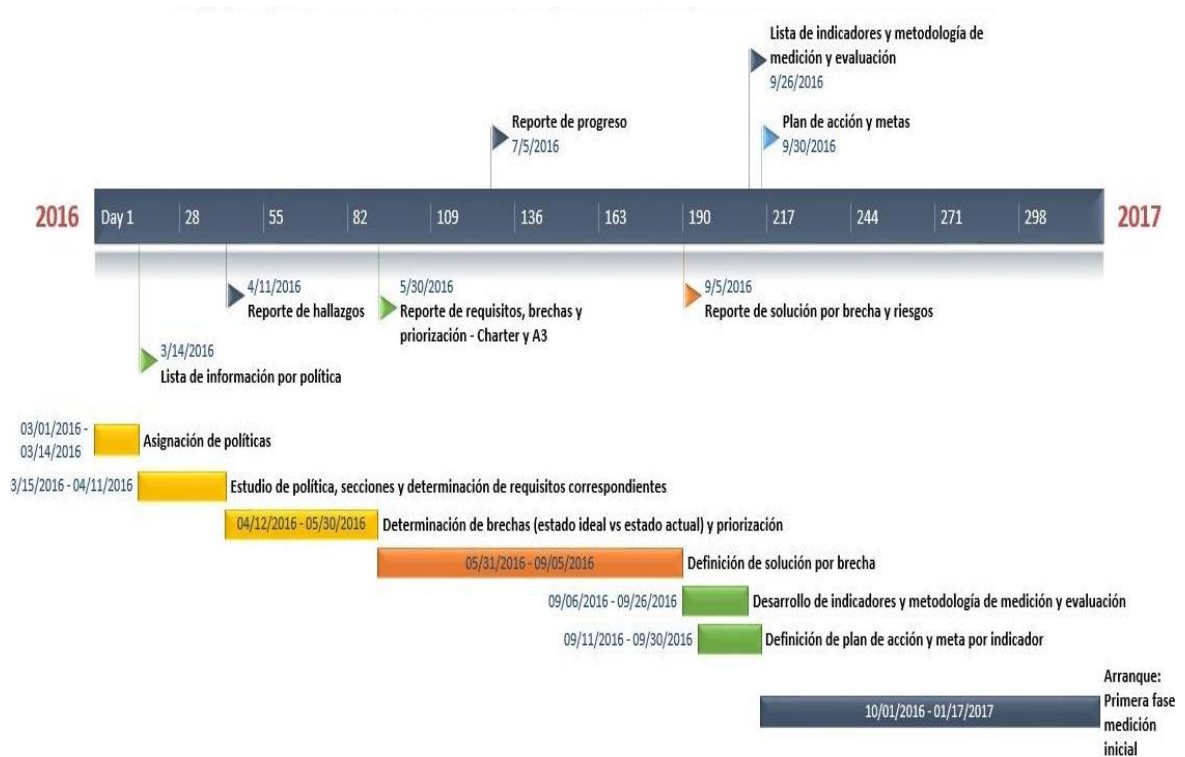 Lista de indicadores y metodología de
medición y evaluación
9/26/2016
Reporte de progreso
7/5/2016
Plan de acción y metas
9/30/2016
2016
Day 1 28 55 82 109 136 163 190 217 244 271 298
2017
4/11/2016
Reporte de hallazgos
5/30/2016
Reporte de requisitos, brechas y
priorización - Charter y A3
9/5/2016
Reporte de solución por brecha y riesgos
3/14/2016
Lista de información por política
03/01/2016 -
03/14/2016
Asignación de políticas
3/15/2016 - 04/11/2016
Estudio de política, secciones y determinación de requisitos correspondientes
04/12/2016 - 05/30/2016
Determinación de brechas (estado ideal vs estado actual) y priorización
05/31/2016 - 09/05/2016
Definición de solución por brecha
09/06/2016 - 09/26/2016
Desarrollo de indicadores y metodología de medición y evaluación
09/11/2016 - 09/30/2016
Definición de plan de acción y meta por indicador
10/01/2016 - 01/17/2017
Arranque:
Primera fase
medición
inicial